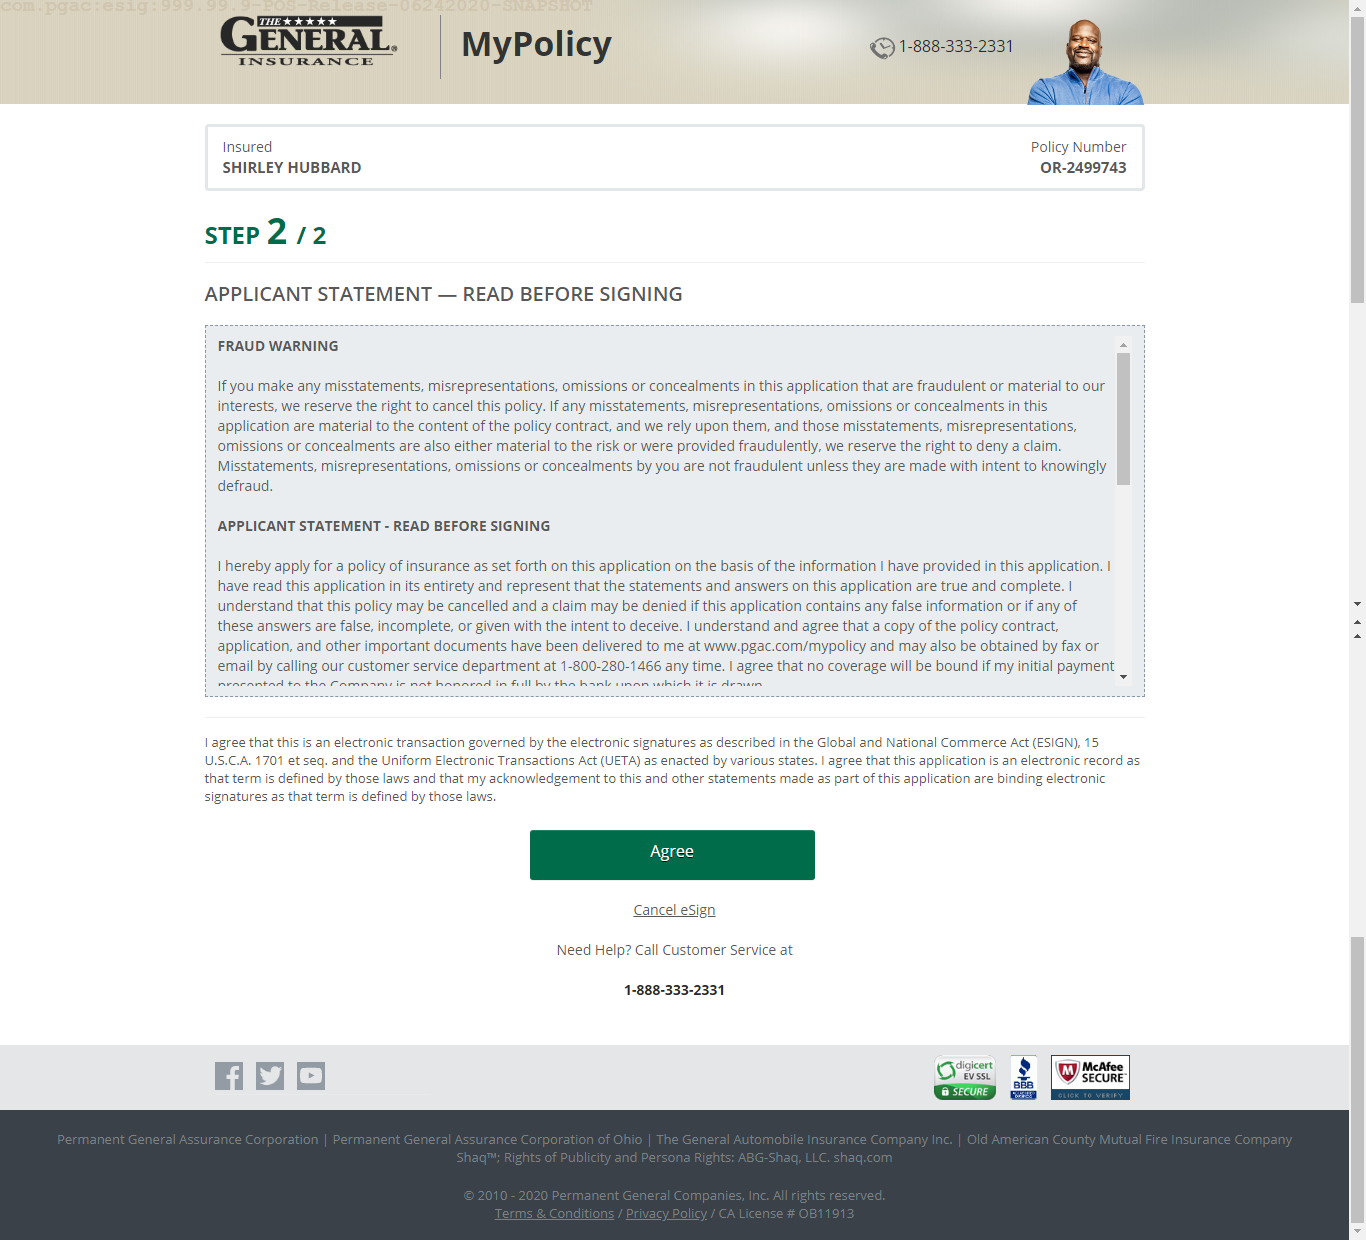 com.pgac:esig:999.99.9-POS-Release-06242020-SNAPSHOT
THE GENERAL INSURANCE
MyPolicy
1-888-333-2331
Insured
Policy Number
SHIRLEY HUBBARD
OR-2499743
STEP 2 / 2
APPLICANT STATEMENT — READ BEFORE SIGNING
FRAUD WARNING
If you make any misstatements, misrepresentations, omissions or concealments in this application that are fraudulent or material to our
interests, we reserve the right to cancel this policy. If any misstatements, misrepresentations, omissions or concealments in this
application are material to the content of the policy contract, and we rely upon them, and those misstatements, misrepresentations,
omissions or concealments are also either material to the risk or were provided fraudulently, we reserve the right to deny a claim.
Misstatements, misrepresentations, omissions or concealments by you are not fraudulent unless they are made with intent to knowingly
defraud.
APPLICANT STATEMENT - READ BEFORE SIGNING
I hereby apply for a policy of insurance as set forth on this application on the basis of the information I have provided in this application. I
have read this application in its entirety and represent that the statements and answers on this application are true and complete. I
understand that this policy may be cancelled and a claim may be denied if this application contains any false information or if any of
these answers are false, incomplete, or given with the intent to deceive. I understand and agree that a copy of the policy contract,
application, and other important documents have been delivered to me at www.pgac.com/mypolicy and may also be obtained by fax or
email by calling our customer service department at 1-800-280-1466 any time. I agree that no coverage will be bound if my initial payment
presented to the Company is not honored in full by the bank upon which it is drawn.
I agree that this is an electronic transaction governed by the electronic signatures as described in the Global and National Commerce Act (ESIGN), 15
U.S.C.A. 1701 et seq. and the Uniform Electronic Transactions Act (UETA) as enacted by various states. I agree that this application is an electronic record as
that term is defined by those laws and that my acknowledgement to this and other statements made as part of this application are binding electronic
signatures as that term is defined by those laws.
Agree
Cancel eSign
Need Help? Call Customer Service at
1-888-333-2331
digicert
EV SSL
SECURE
BBB
McAfee
SECURE
CLICK TO VERIFY
Permanent General Assurance Corporation | Permanent General Assurance Corporation of Ohio | The General Automobile Insurance Company Inc. | Old American County Mutual Fire Insurance Company
Shaq™; Rights of Publicity and Persona Rights: ABG-Shaq, LLC. shaq.com
© 2010 - 2020 Permanent General Companies, Inc. All rights reserved.
Terms & Conditions / Privacy Policy / CA License # OB11913